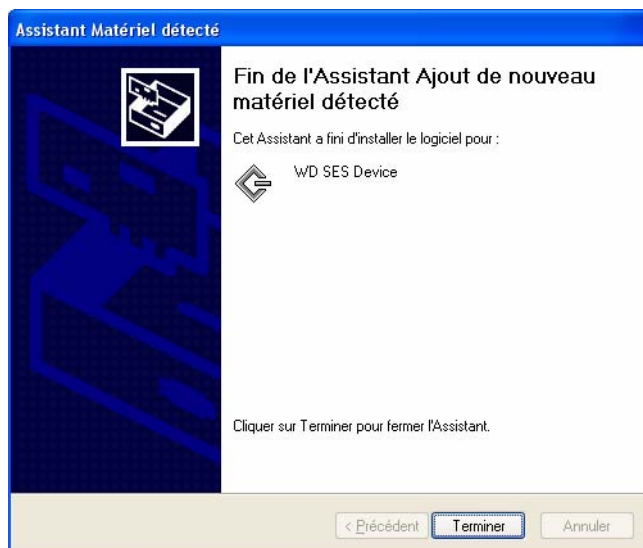 Assistant Matériel détecté
Fin de l'Assistant Ajout de nouveau
matériel détecté
Cet Assistant a fini d'installer le logiciel pour :
WD SES Device
Cliquer sur Terminer pour fermer l'Assistant.
< Précédent
Terminer
Annuler